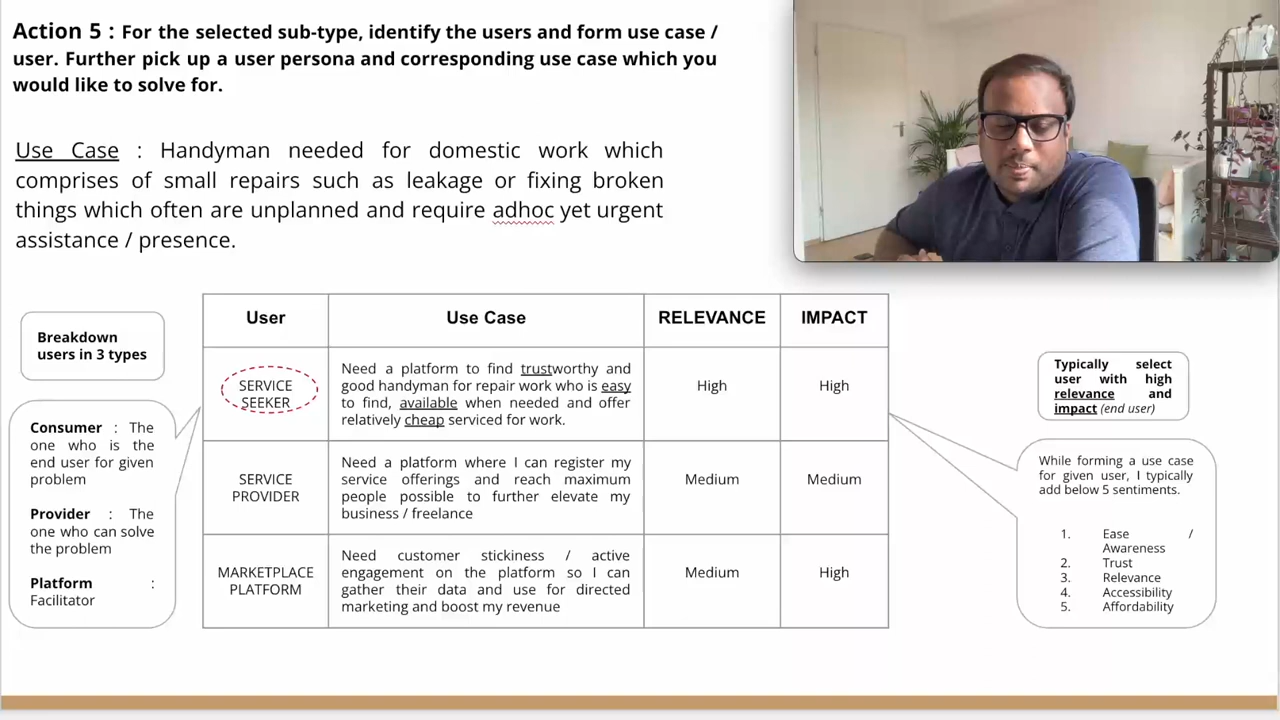 Action 5 : For the selected sub-type, identify the users and form use case /
user. Further pick up a user persona and corresponding use case which you
would like to solve for.
Use Case : Handyman needed for domestic work which
comprises of small repairs such as leakage or fixing broken
things which often are unplanned and require adhoc yet urgent
assistance / presence.
Breakdown
users in 3 types
Consumer : The
one who is the
end user for given
problem
Provider : The
one who can solve
the problem
Platform :
Facilitator
User
Use Case
RELEVANCE
IMPACT
SERVICE
SEEKER
Need a platform to find trustworthy and
good handyman for repair work who is easy
to find, available when needed and offer
relatively cheap serviced for work.
High
High
SERVICE
PROVIDER
Need a platform where I can register my
service offerings and reach maximum
people possible to further elevate my
business / freelance
Medium
Medium
MARKETPLACE
PLATFORM
Need customer stickiness / active
engagement on the platform so I can
gather their data and use for directed
marketing and boost my revenue
Medium
High
Typically select
user with high
relevance and
impact (end user)
While forming a use case
for given user, I typically
add below 5 sentiments.
1. Ease /
Awareness
2. Trust
3. Relevance
4. Accessibility
5. Affordability